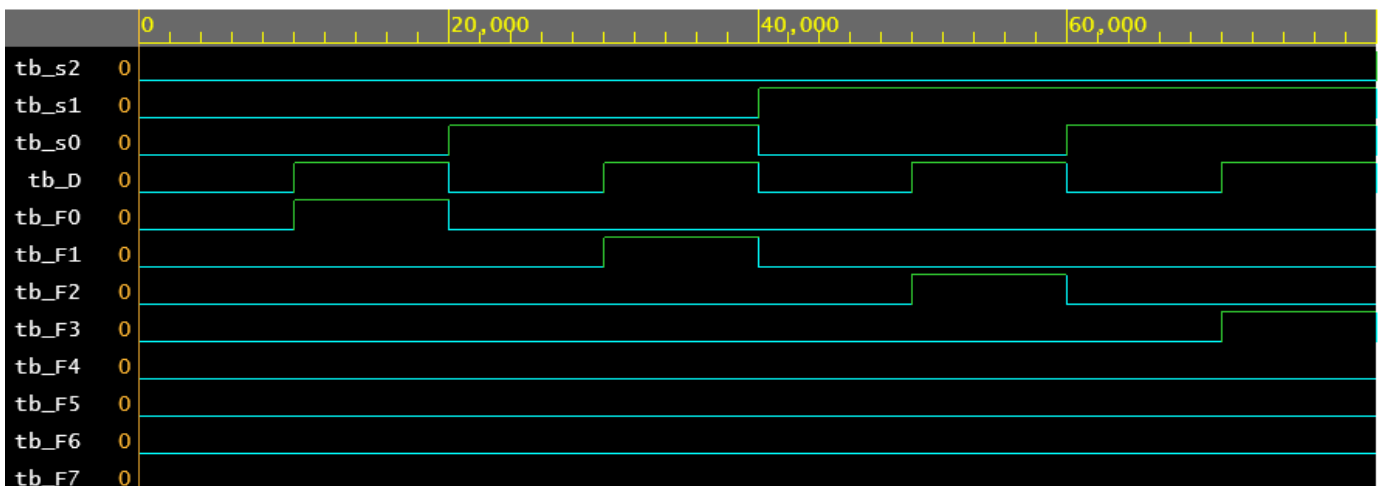 0 20,000 40,000 60,000
tb_s2 0
tb_s1 0
tb_s0 0
tb_D 0
tb_F0 0
tb_F1 0
tb_F2 0
tb_F3 0
tb_F4 0
tb_F5 0
tb_F6 0
tb_F7 0